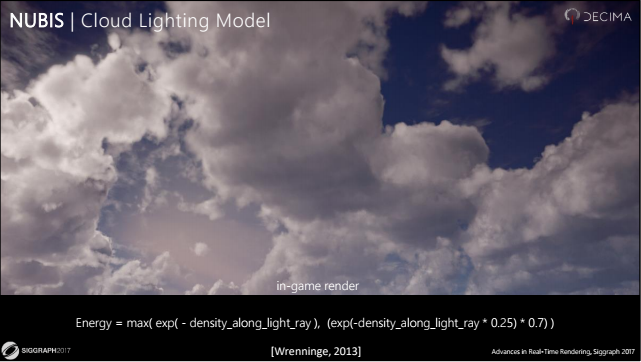 NUBIS | Cloud Lighting Model
DECIMA
in-game render
Energy = max( exp( - density_along_light_ray ), (exp(-density_along_light_ray * 0.25) * 0.7) )
SIGGRAPH2017
[Wrenninge, 2013]
Advances in Real-Time Rendering, Siggraph 2017